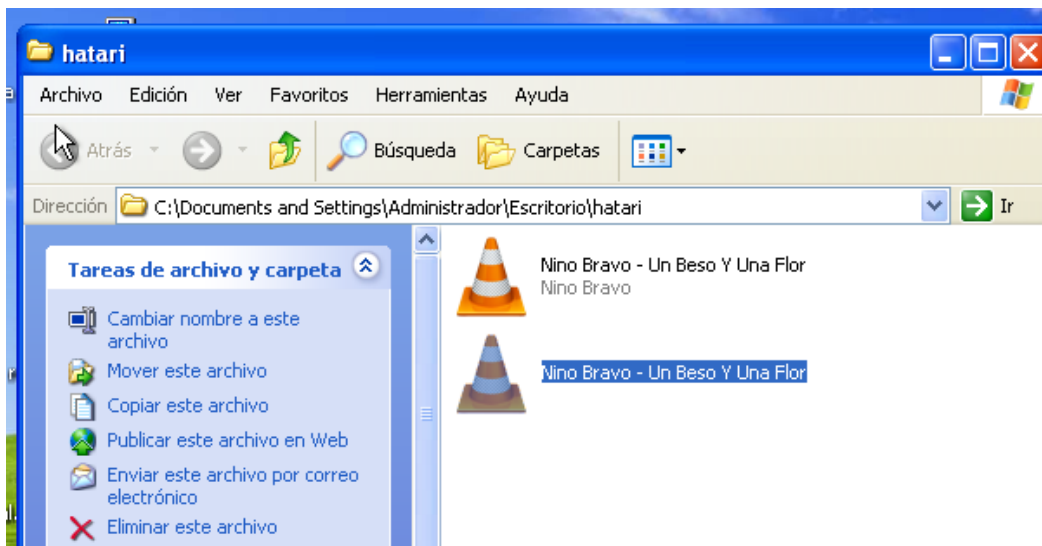 hatari
Archivo Edición Ver Favoritos Herramientas Ayuda
Atrás Búsqueda Carpetas
Dirección C:\Documents and Settings\Administrador\Escritorio\hatari Ir
Tareas de archivo y carpeta
Cambiar nombre a este
archivo
Mover este archivo
Copiar este archivo
Publicar este archivo en Web
Enviar este archivo por correo
electrónico
Eliminar este archivo
Nino Bravo - Un Beso Y Una Flor
Nino Bravo
Nino Bravo - Un Beso Y Una Flor